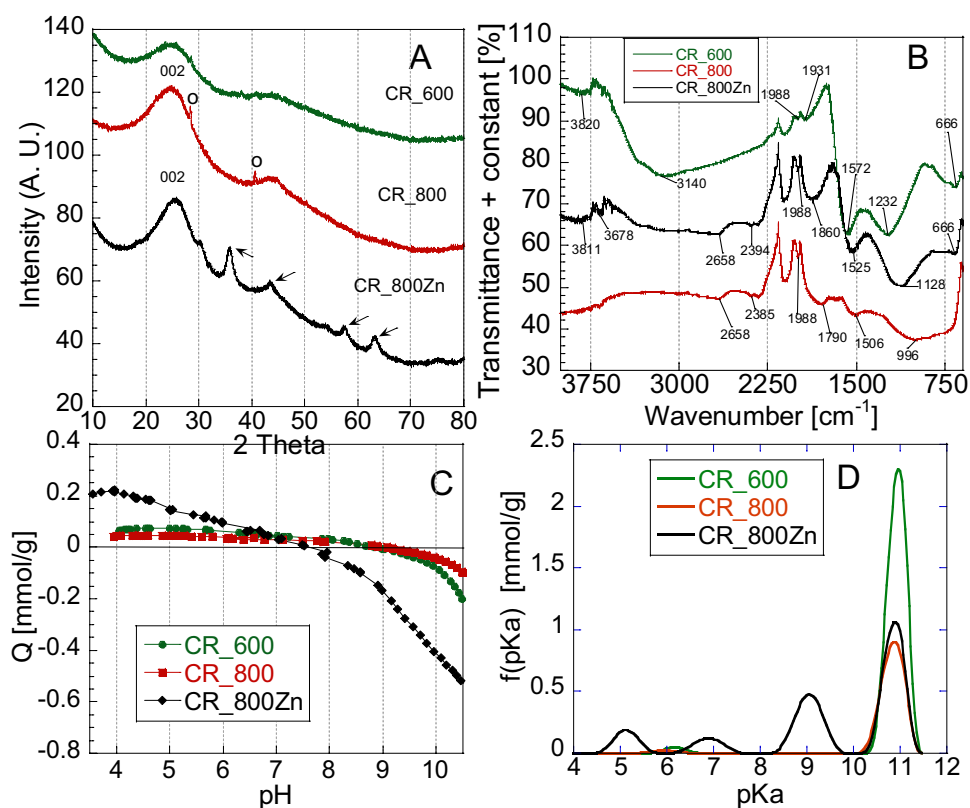 A
Intensity (A. U.)
140
120
100
80
60
40
20
002
o
CR_600
o
CR_800
002
CR_800Zn
10 20 30 40 50 60 70 80
2 Theta
B
Transmittance + constant [%]
110
100
90
80
70
60
50
40
30
CR_600
CR_800
CR_800Zn
1988
1931
3820
3140
666
1572
1232
3811
3678
2658
2394
1988
1860
1525
666
1128
2658
2385
1988
1790
1506
996
3750 3000 2250 1500 750
Wavenumber [cm⁻¹]
C
Q [mmol/g]
0.4
0.2
0
-0.2
-0.4
-0.6
-0.8
CR_600
CR_800
CR_800Zn
4 5 6 7 8 9 10
pH
D
f(pKa) [mmol/g]
2.5
2
1.5
1
0.5
0
CR_600
CR_800
CR_800Zn
4 5 6 7 8 9 10 11 12
pKa